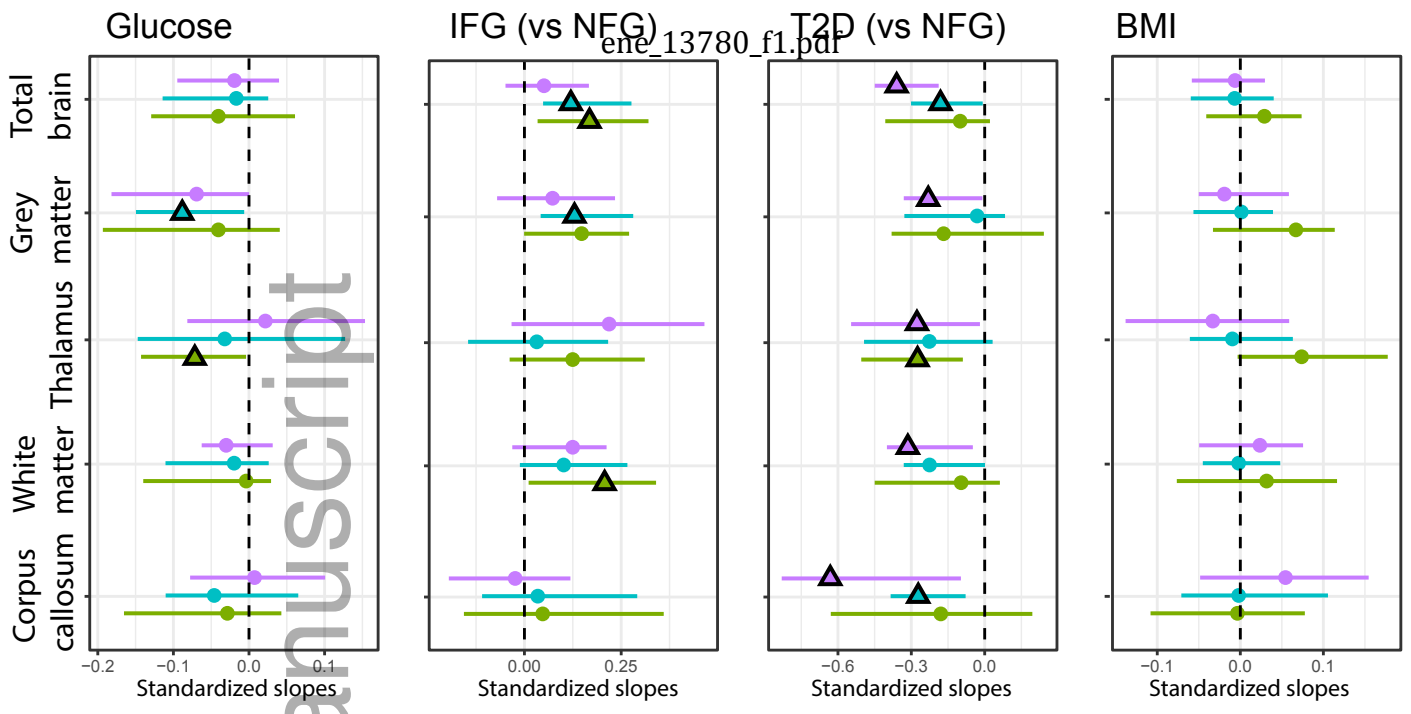 Glucose
IFG (vs NFG)
T2D (vs NFG)
BMI
ene_13780_f1.pdf
Total
brain
Grey
matter
Thalamus
White
matter
Corpus
callosum
anuscript
−0.2 −0.1 0.0 0.1
0.00 0.25
−0.6 −0.3 0.0
−0.1 0.0 0.1
Standardized slopes
Standardized slopes
Standardized slopes
Standardized slopes